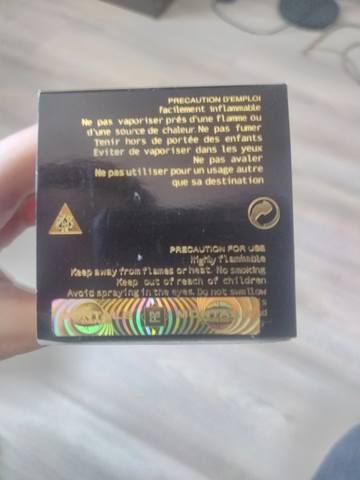 PRECAUTION D'EMPLOI
facilement inflammable
Ne pas vaporiser prés d'une flamme ou
d'une source de chaleur. Ne pas fumer
Tenir hors de portée des enfants
Eviter de vaporiser dans les yeux
Ne pas avaler
Ne pas utiliser pour un usage autre
que sa destination
PRECAUTION FOR USE
Highly flammable
Keep away from flames or heat. No smoking
Keep out of reach of children
Avoid spraying in the eyes. Do not swallow